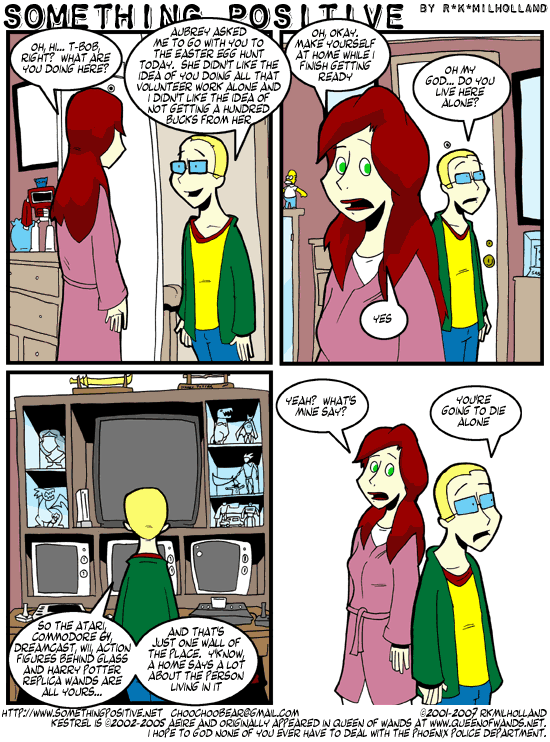 SOMETHING POSITIVE
BY R*K*MILHOLLAND
OH, HI... T-BOB,
RIGHT? WHAT ARE
YOU DOING HERE?
AUBREY ASKED
ME TO GO WITH YOU TO
THE EASTER EGG HUNT
TODAY. SHE DIDN'T LIKE THE
IDEA OF YOU DOING ALL THAT
VOLUNTEER WORK ALONE AND
I DIDN'T LIKE THE IDEA OF
NOT GETTING A HUNDRED
BUCKS FROM HER
OH, OKAY.
MAKE YOURSELF
AT HOME WHILE I
FINISH GETTING
READY
OH MY
GOD... DO YOU
LIVE HERE
ALONE?
YES
SO THE ATARI,
COMMODORE 64,
DREAMCAST, WII, ACTION
FIGURES BEHIND GLASS
AND HARRY POTTER
REPLICA WANDS ARE
ALL YOURS...
AND THAT'S
JUST ONE WALL OF
THE PLACE. Y'KNOW,
A HOME SAYS A LOT
ABOUT THE PERSON
LIVING IN IT
YEAH? WHAT'S
MINE SAY?
YOU'RE
GOING TO DIE
ALONE
HTTP://WWW.SOMETHINGPOSITIVE.NET CHOOCHOOBEAR@GMAIL.COM ©2001-2007 RKMILHOLLAND
KESTREL IS ©2002-2005 AEIRE AND ORIGINALLY APPEARED IN QUEEN OF WANDS AT WWW.QUEENOFWANDS.NET.
I HOPE TO GOD NONE OF YOU EVER HAVE TO DEAL WITH THE PHOENIX POLICE DEPARTMENT.